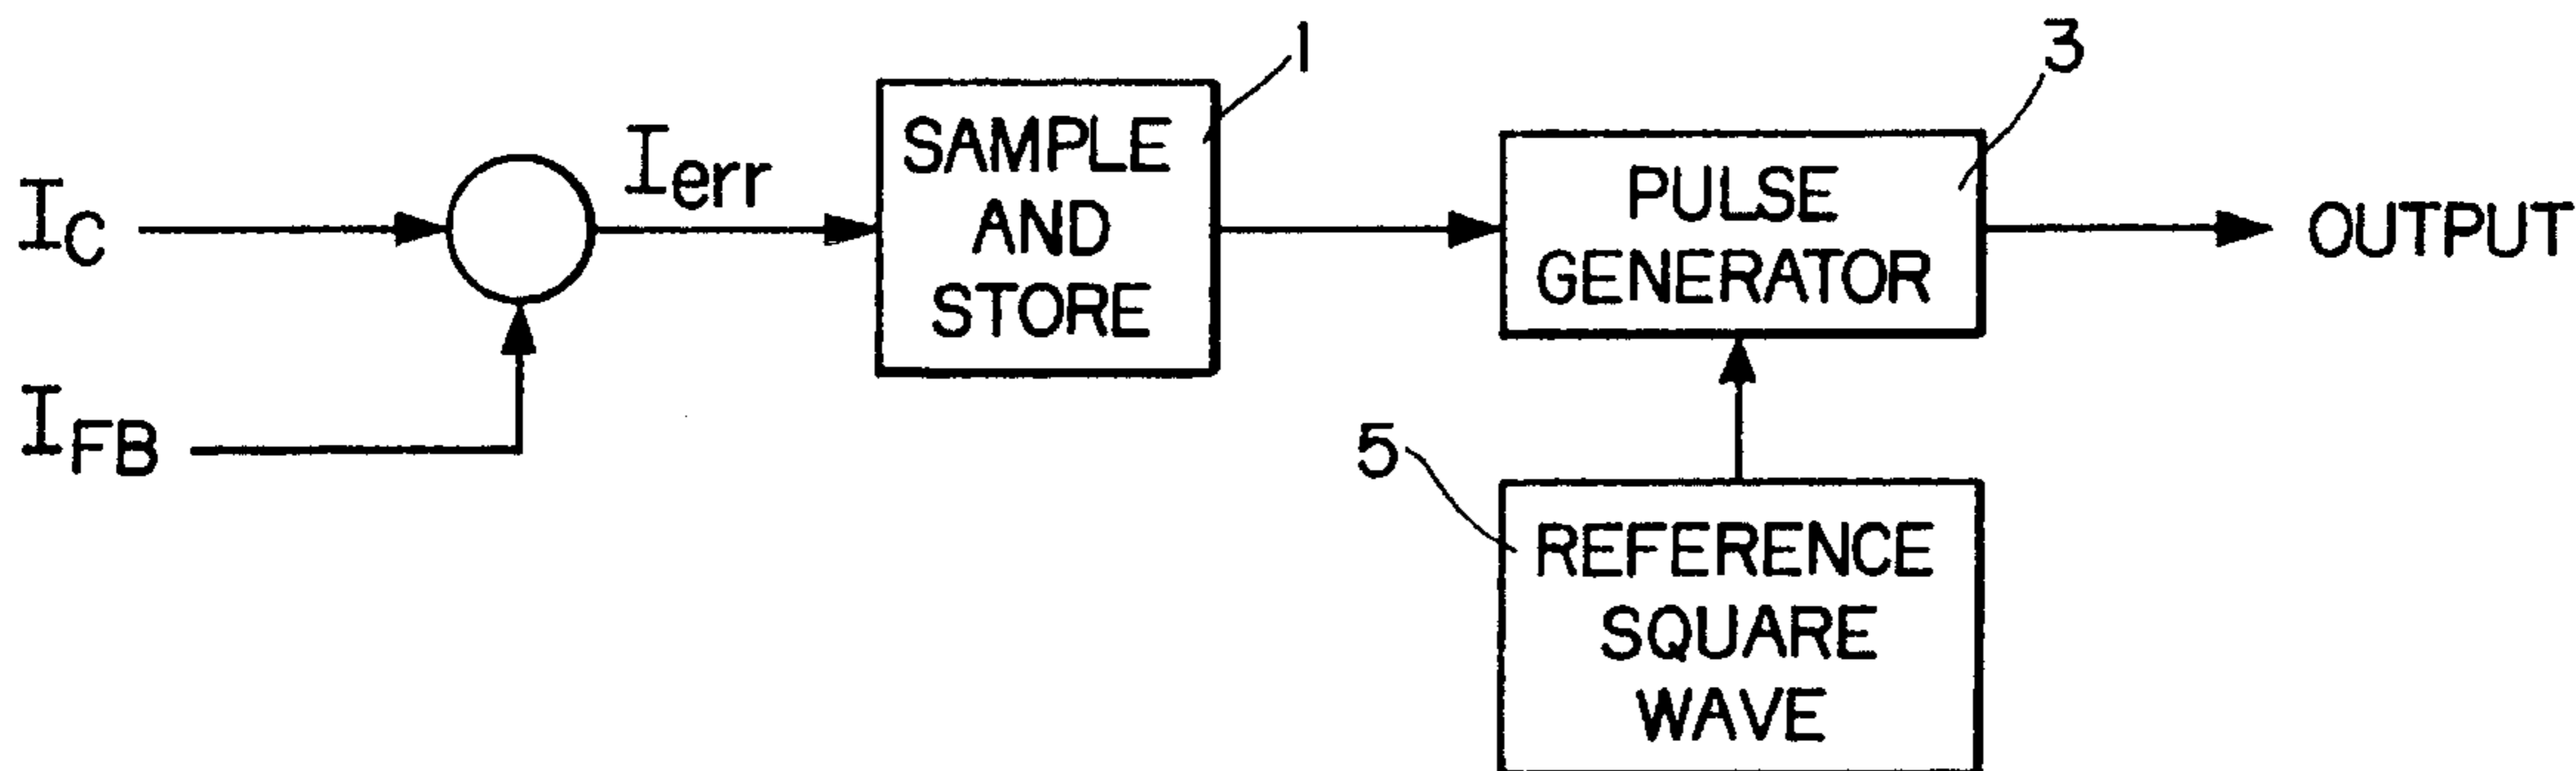 1
3
I_C
I_err
SAMPLE
AND
STORE
PULSE
GENERATOR
OUTPUT
I_FB
5
REFERENCE
SQUARE
WAVE